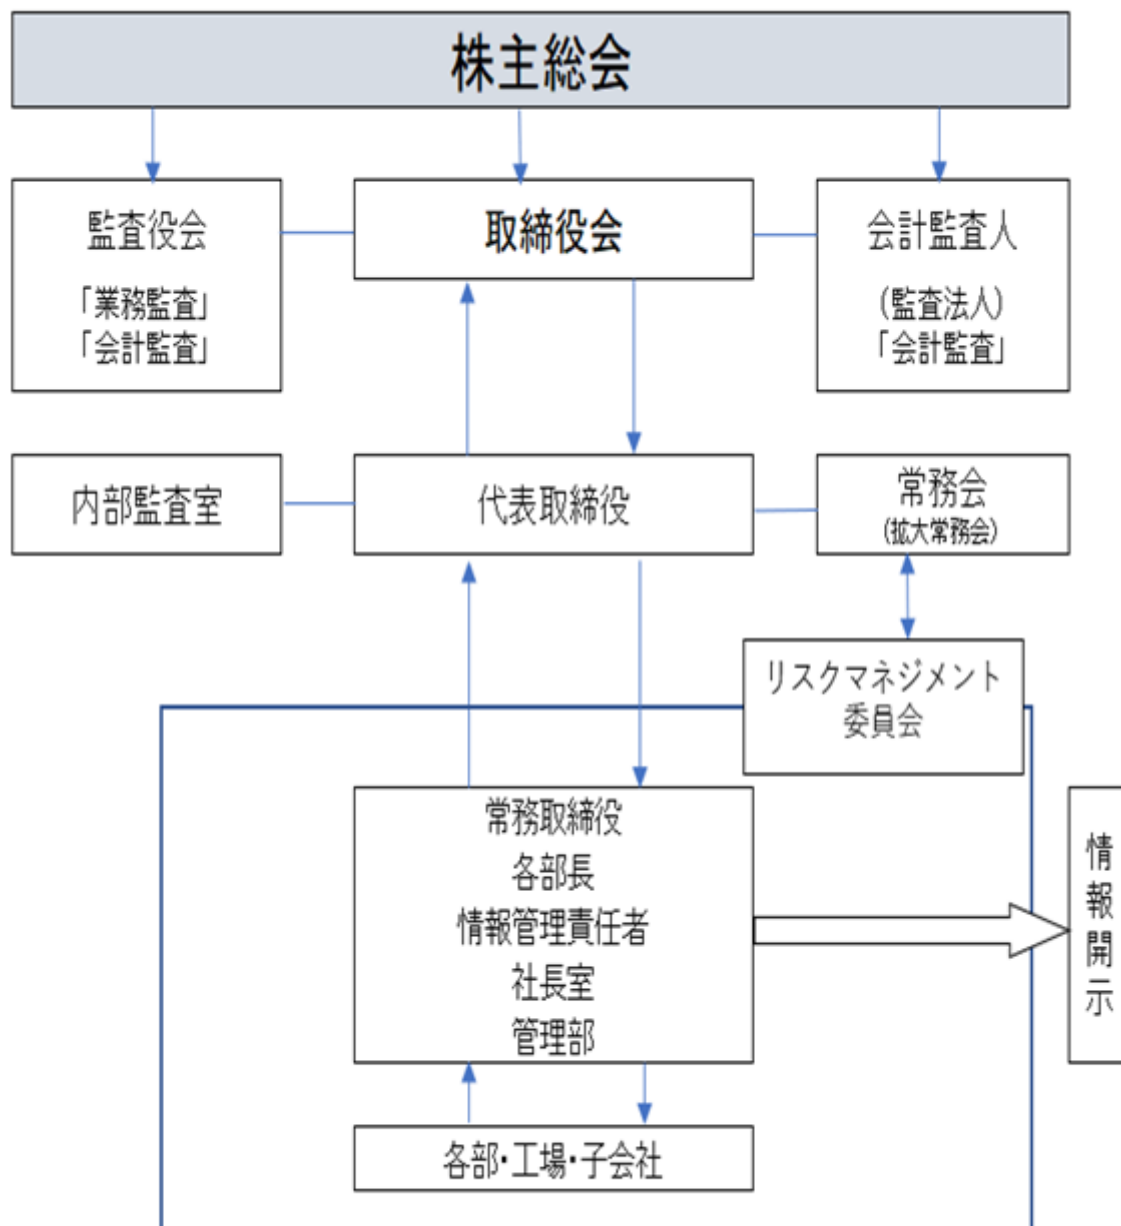 株主総会
監査役会
「業務監査」
「会計監査」
取締役会
会計監査人
(監査法人)
「会計監査」
内部監査室
代表取締役
常務会
(拡大常務会)
リスクマネジメント
委員会
常務取締役
各部長
情報管理責任者
社長室
管理部
情報開示
各部・工場・子会社